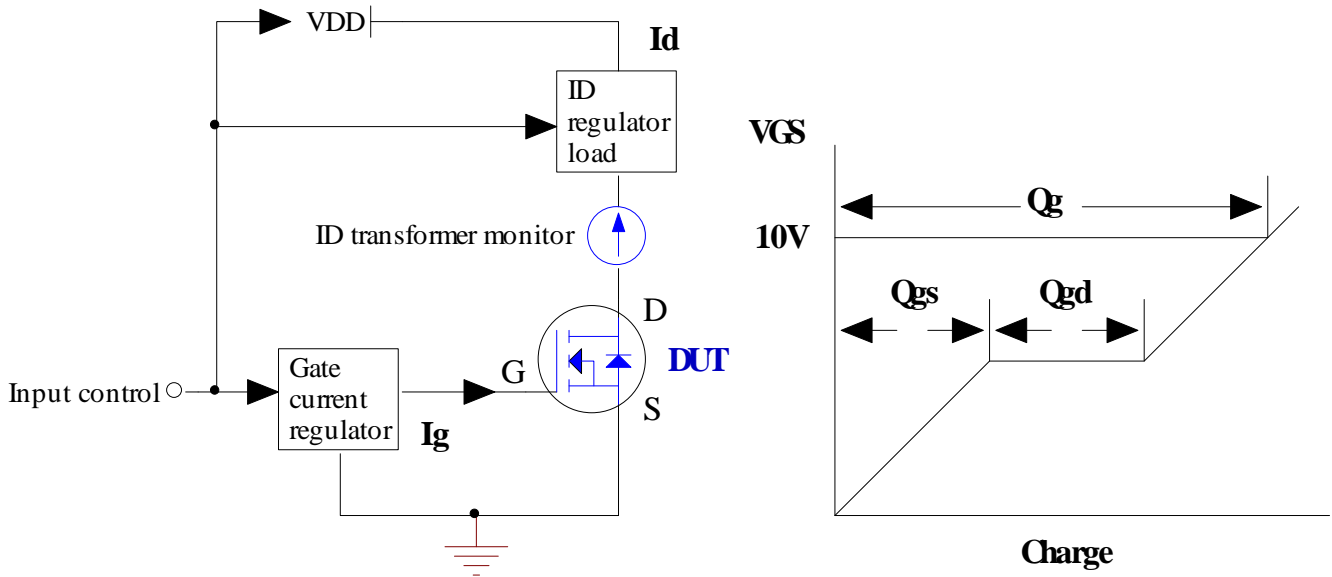 VDD
Id
ID
regulator
load
ID transformer monitor
D
DUT
G
S
Input control
Gate
current
regulator
Ig
VGS
Qg
10V
Qgs
Qgd
Charge